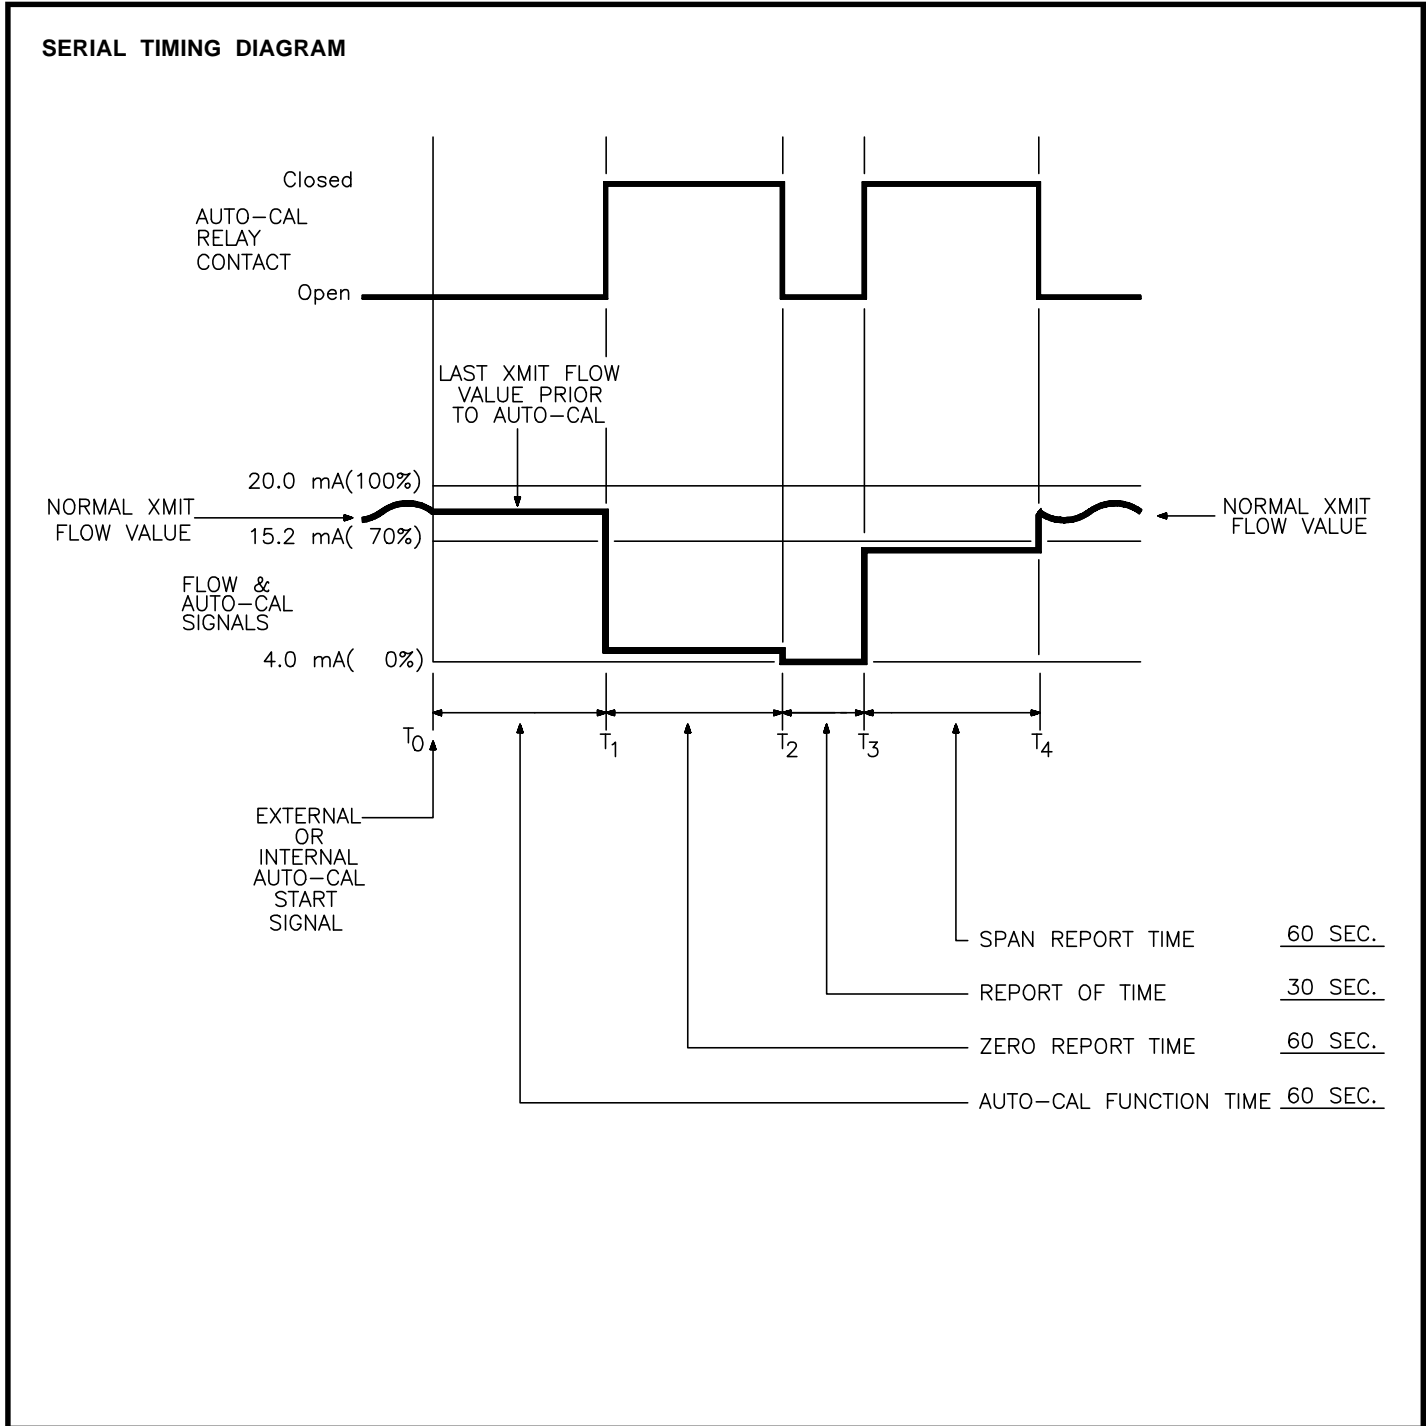 SERIAL TIMING DIAGRAM
Closed
AUTO-CAL
RELAY
CONTACT
Open
LAST XMIT FLOW
VALUE PRIOR
TO AUTO-CAL
20.0 mA(100%)
NORMAL XMIT
FLOW VALUE
15.2 mA( 70%)
NORMAL XMIT
FLOW VALUE
FLOW &
AUTO-CAL
SIGNALS
4.0 mA( 0%)
T0 T1 T2 T3 T4
EXTERNAL
OR
INTERNAL
AUTO-CAL
START
SIGNAL
SPAN REPORT TIME 60 SEC.
REPORT OF TIME 30 SEC.
ZERO REPORT TIME 60 SEC.
AUTO-CAL FUNCTION TIME 60 SEC.